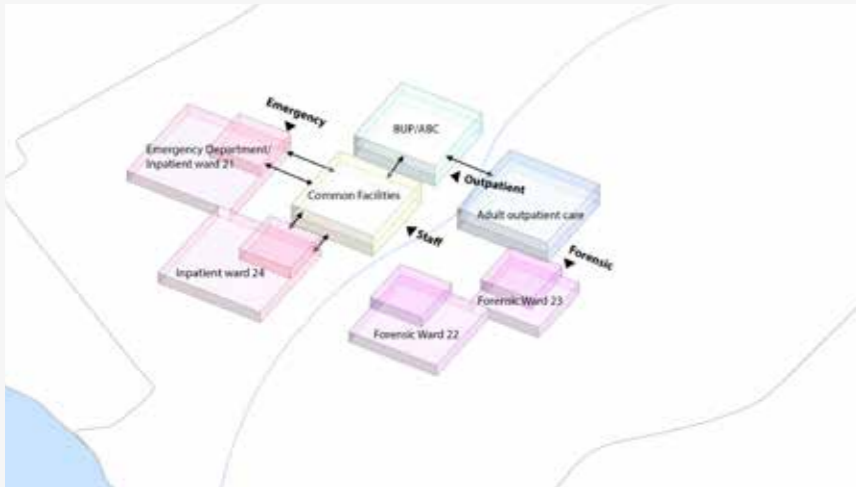 Emergency
BUP/ABC
Emergency Department/
Inpatient ward 21
Outpatient
Common Facilities
Adult outpatient care
Staff
Forensic
Inpatient ward 24
Forensic Ward 23
Forensic Ward 22